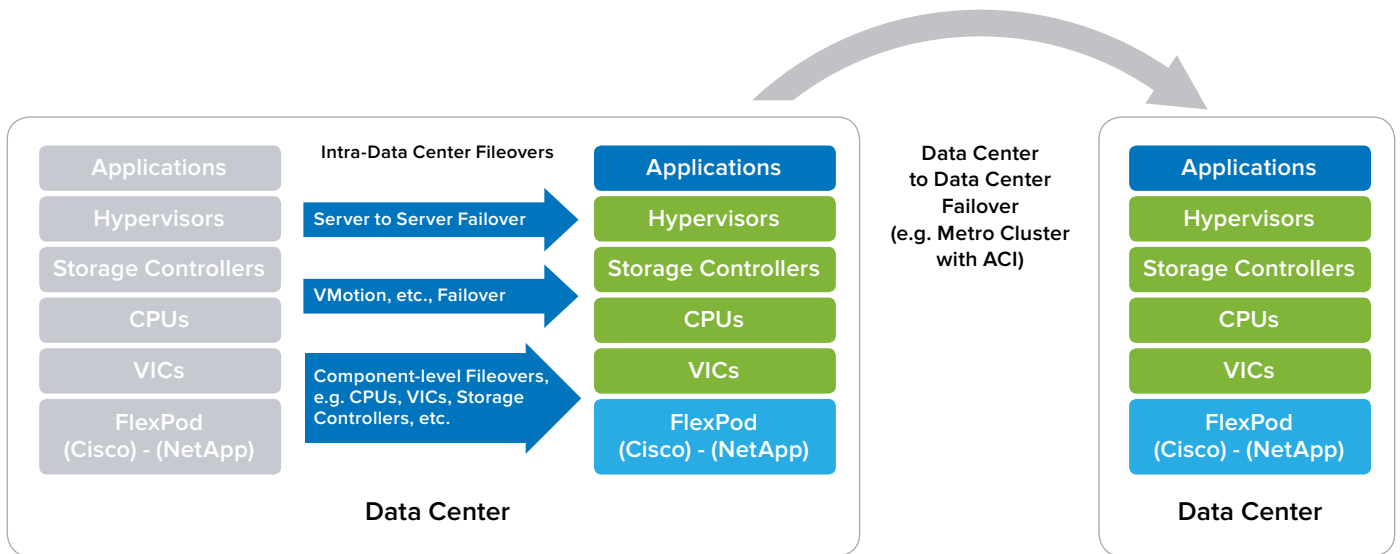 Applications
Hypervisors
Storage Controllers
CPUs
VICs
FlexPod
(Cisco) - (NetApp)
Intra-Data Center Fileovers
Server to Server Failover
VMotion, etc., Failover
Component-level Fileovers,
e.g. CPUs, VICs, Storage
Controllers, etc.
Applications
Hypervisors
Storage Controllers
CPUs
VICs
FlexPod
(Cisco) - (NetApp)
Data Center
Data Center
to Data Center
Failover
(e.g. Metro Cluster
with ACI)
Applications
Hypervisors
Storage Controllers
CPUs
VICs
FlexPod
(Cisco) - (NetApp)
Data Center